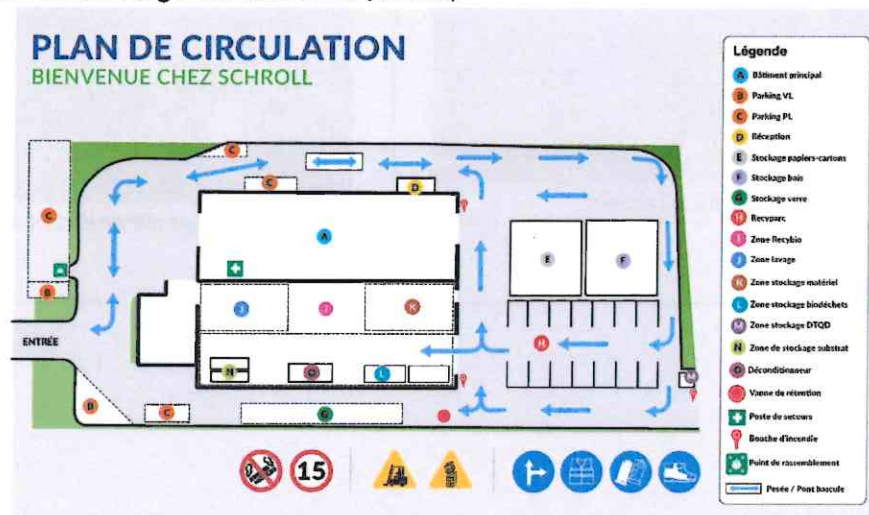 PLAN DE CIRCULATION
BIENVENUE CHEZ SCHROLL
ENTRÉE
C
C
C
B
B
C
D
A
J
I
K
N
O
L
G
E
F
H
M
15
Légende
A Bâtiment principal
B Parking VL
C Parking PL
D Réception
E Stockage papiers-cartons
F Stockage bois
G Stockage verre
H Recyparc
I Zone Recybio
J Zone lavage
K Zone stockage matériel
L Zone stockage biodéchets
M Zone stockage DTQD
N Zone de stockage substrat
O Déconditionneur
Vanne de rétention
Poste de secours
Bouche d'incendie
Point de rassemblement
Pesée / Pont bascule